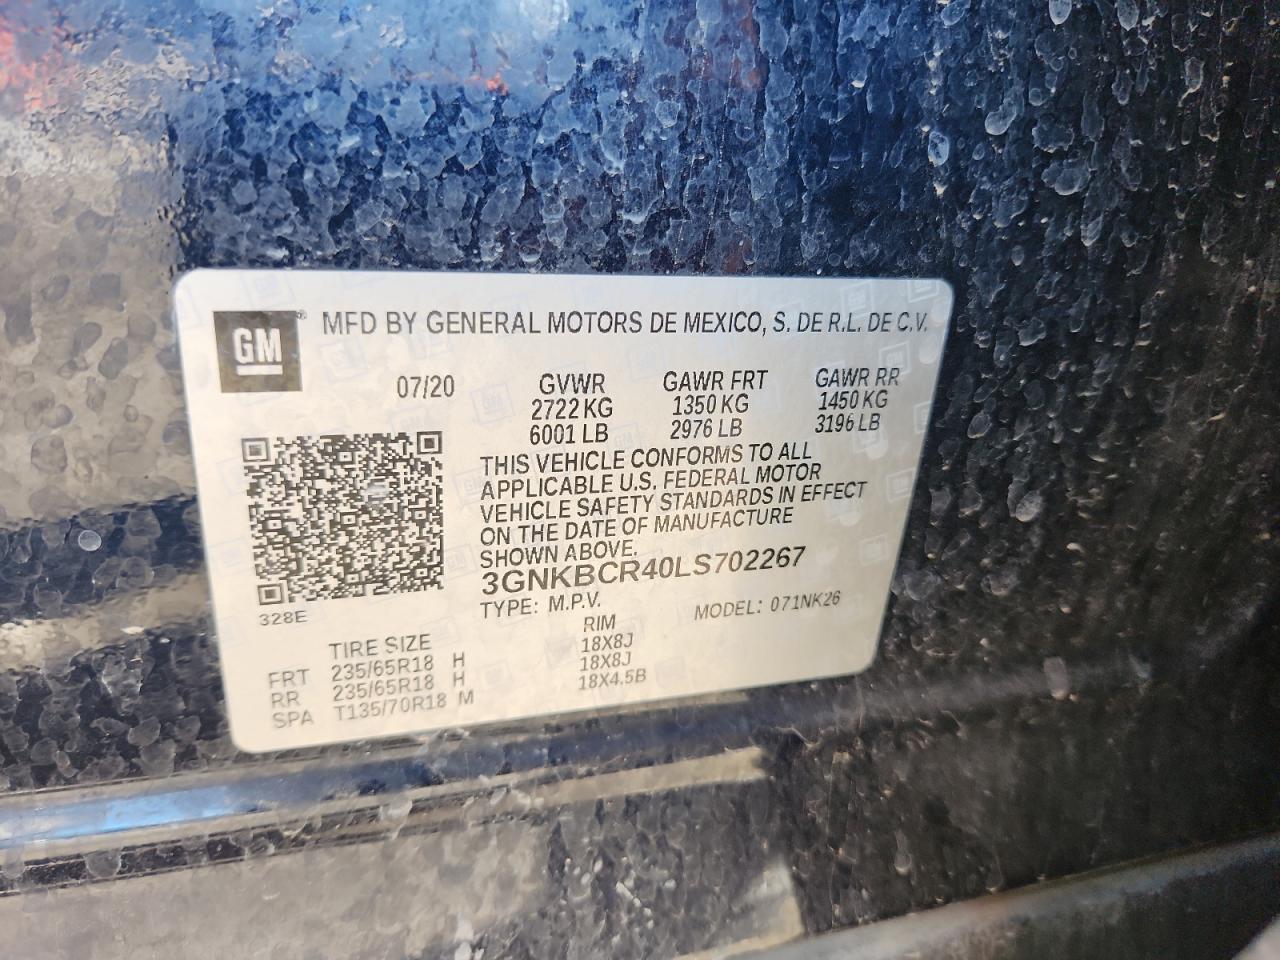 GM® MFD BY GENERAL MOTORS DE MEXICO, S. DE R.L. DE C.V.
07/20 GVWR GAWR FRT GAWR RR
2722 KG 1350 KG 1450 KG
6001 LB 2976 LB 3196 LB
THIS VEHICLE CONFORMS TO ALL
APPLICABLE U.S. FEDERAL MOTOR
VEHICLE SAFETY STANDARDS IN EFFECT
ON THE DATE OF MANUFACTURE
SHOWN ABOVE.
3GNKBCR40LS702267
328E TYPE: M.P.V. MODEL: 071NK26
TIRE SIZE RIM
FRT 235/65R18 H 18X8J
RR 235/65R18 H 18X8J
SPA T135/70R18 M 18X4.5B